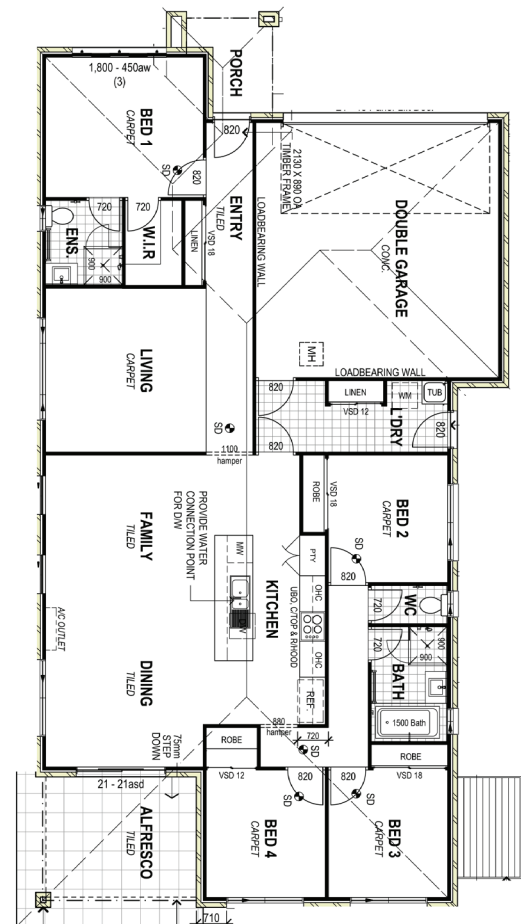 PORCH
1,800 - 450aw
(3)
BED 1
CARPET
820
SD
820
2130 X 890 OA
TIMBER FRAME
LOADBEARING WALL
DOUBLE GARAGE
CONC.
ENTRY
TILED
720
720
ENS.
W.I.R
LINEN
VSD 18
900
900
MH
LOADBEARING WALL
LIVING
CARPET
SD
820
820
LINEN
VSD 12
WM
TUB
L'DRY
820
1100
hamper
FAMILY
TILED
PROVIDE WATER
CONNECTION POINT
FOR D/W
MW
KITCHEN
ROBE
VSD 18
BED 2
CARPET
PTY
SD
820
OHC
UBO, C/TOP & R/HOOD
OHC
REF
720
WC
A/C OUTLET
720
900
900
BATH
1500 Bath
DINING
TILED
75mm
STEP
DOWN
880
hamper
720
SD
ROBE
ROBE
21 - 21asd
VSD 12
820
820
VSD 18
SD
SD
ALFRESCO
TILED
BED 4
CARPET
BED 3
CARPET
710